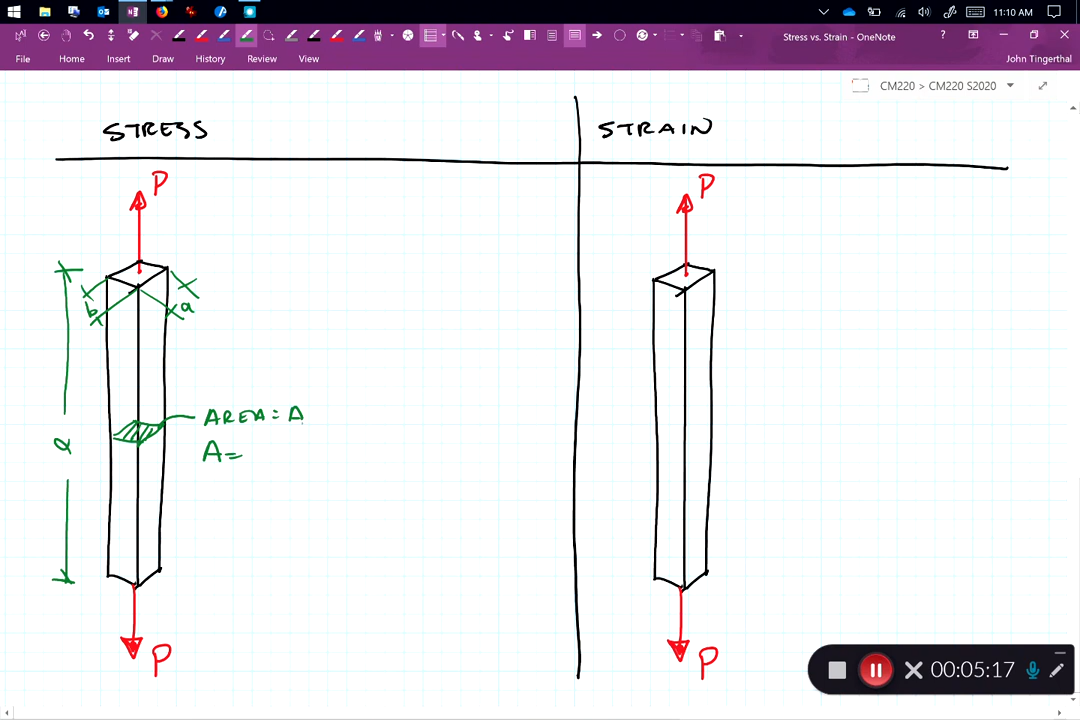 11:10 AM
Stress vs. Strain - OneNote
File Home Insert Draw History Review View
John Tingerthal
CM220 > CM220 S2020
STRESS
STRAIN
P
P
b
a
AREA = A
A =
P
P
00:05:17